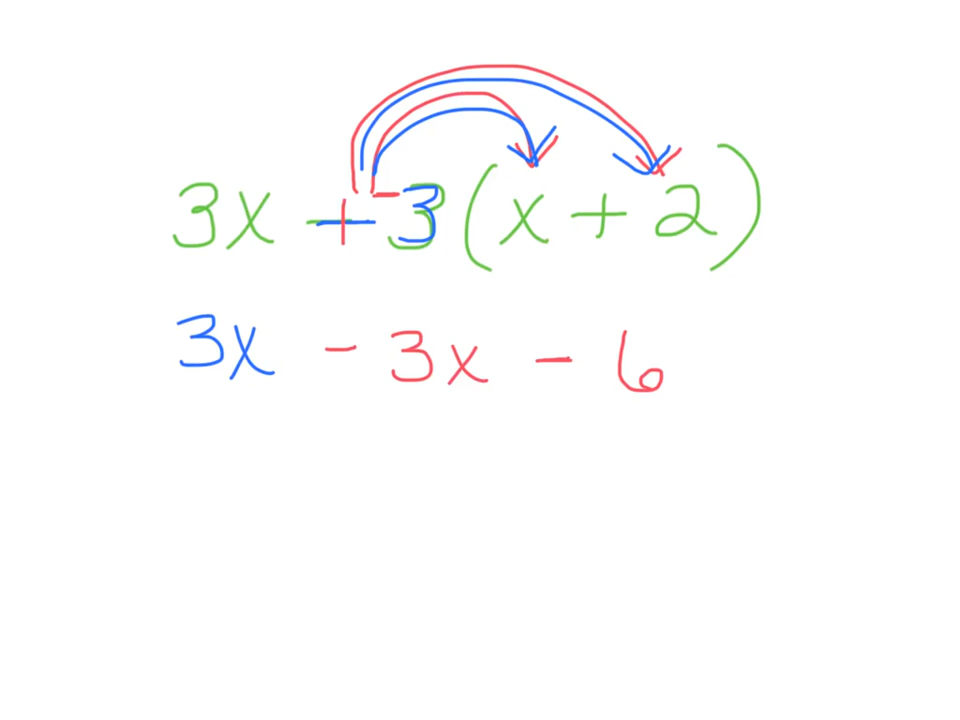 3x + -3(x + 2)
3x - 3x - 6